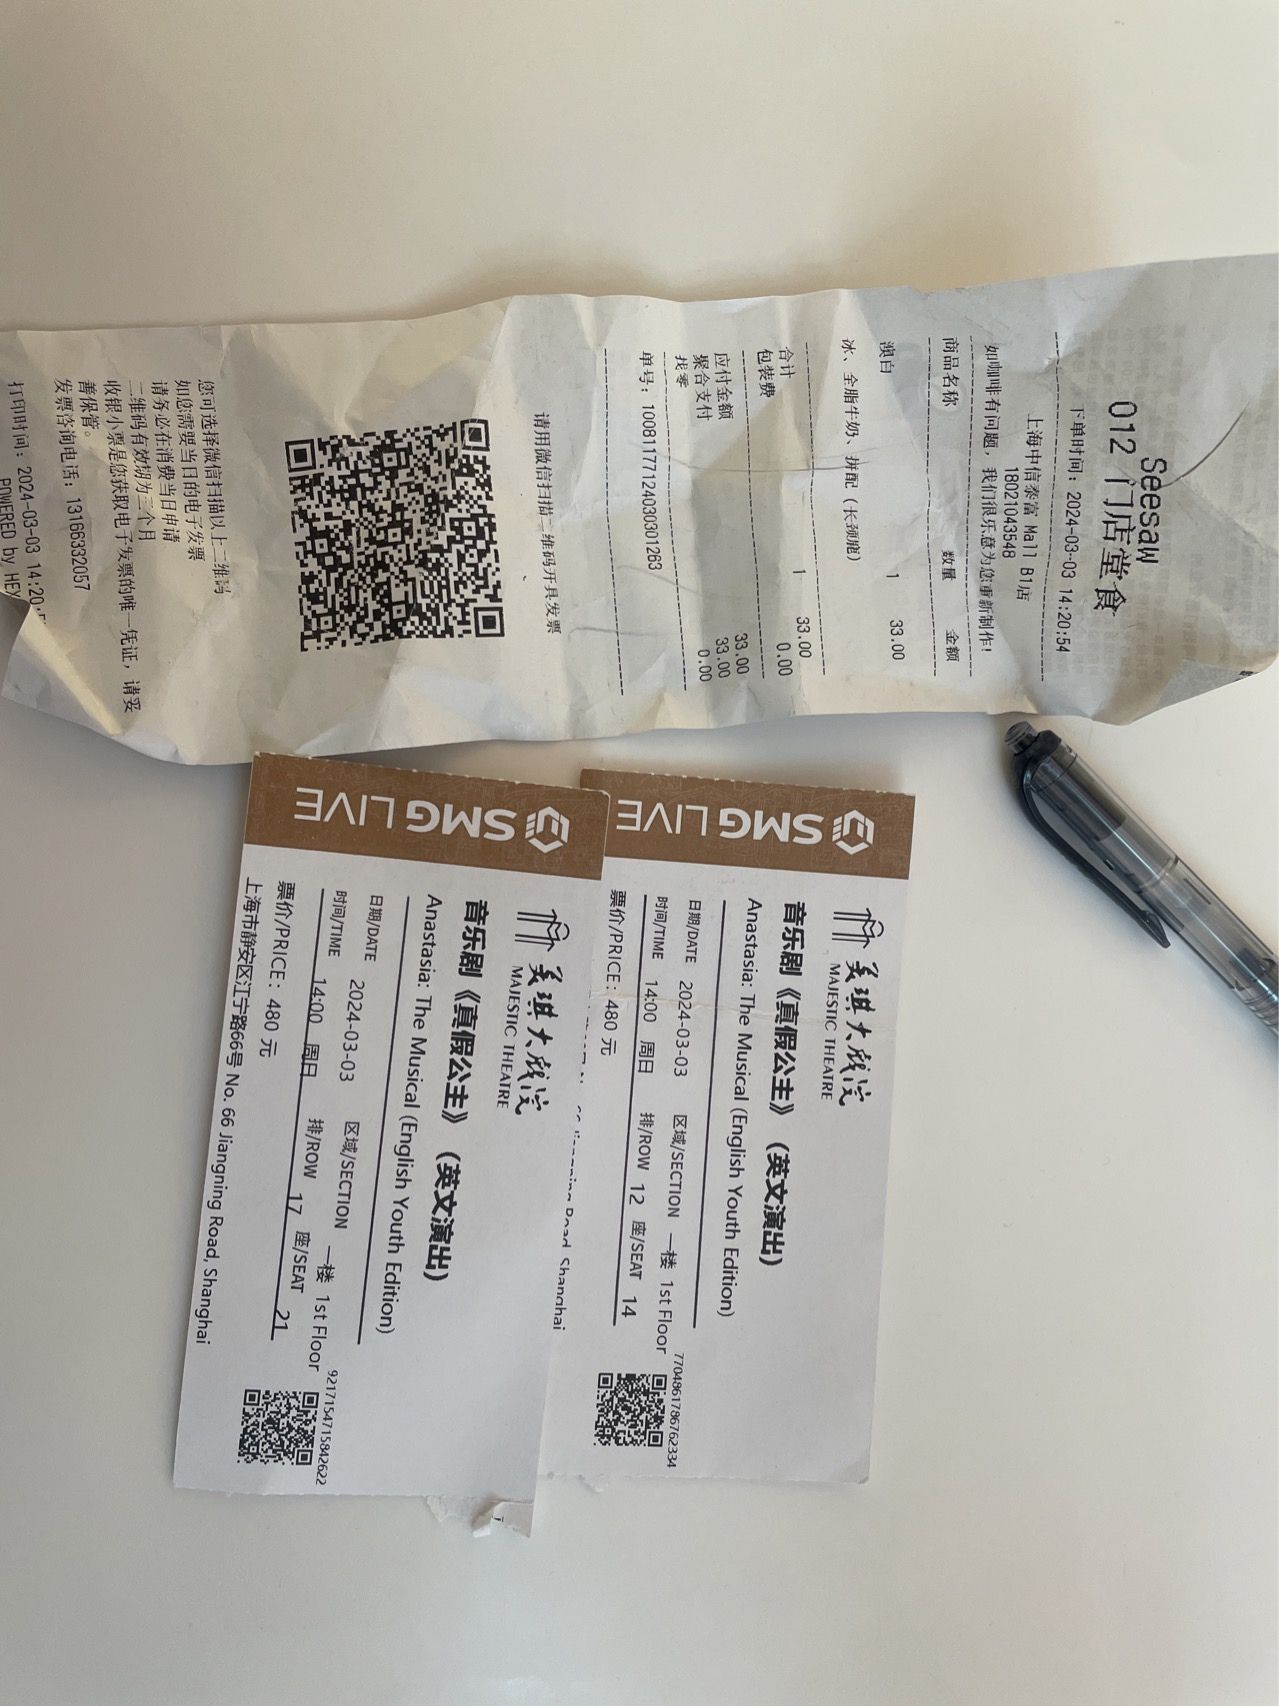 Seesaw
012 门店堂食
上海中信泰富 Mall B1店
18021043548
下单时间：2024-03-03 14:20:54
如咖啡有问题，我们很乐意为您重新制作!
商品名称 数量 金额
澳白 1 33.00
冰、全脂牛奶、拼配（长颈鹿）
合计 1 33.00
包装费 0.00
应付金额 33.00
聚合支付 33.00
找零 0.00
单号：1008117712403030126​3
请用微信扫描二维码开具发票
您可选择微信扫描以上二维码
如您需要当日的电子发票
请务必在消费当日申请
二维码有效期为三个月
收银小票是您获取电子发票的唯一凭证，请妥
善保管。
发票咨询电话：13166332057
打印时间：2024-03-03 14:20:
POWERED by HEY
SMG LIVE
美琪大戏院
MAJESTIC THEATRE
音乐剧《真假公主》（英文演出）
Anastasia: The Musical (English Youth Edition)
日期/DATE 2024-03-03 区域/SECTION 一楼 1st Floor
时间/TIME 14:00 周日 排/ROW 12 座/SEAT 14
票价/PRICE：480 元
Road, Shanghai
770486178676​2334
SMG LIVE
美琪大戏院
MAJESTIC THEATRE
音乐剧《真假公主》（英文演出）
Anastasia: The Musical (English Youth Edition)
日期/DATE 2024-03-03 区域/SECTION 一楼 1st Floor
时间/TIME 14:00 周日 排/ROW 17 座/SEAT 21
票价/PRICE：480 元
上海市静安区江宁路66号 No. 66 Jiangning Road, Shanghai
9217154715842622